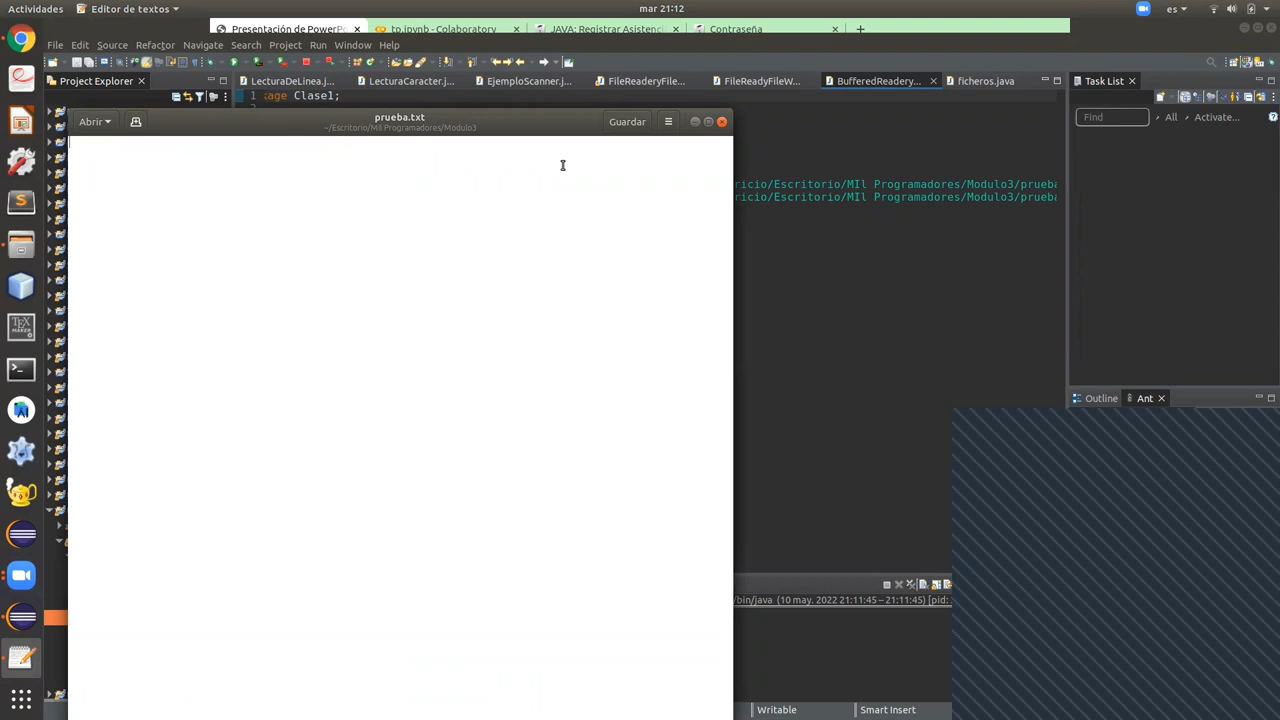 Actividades
Editor de textos
mar 21:12
es
Presentación de PowerPo
tp.ipynb - Colaboratory
JAVA: Registrar Asistenci
Contraseña
File Edit Source Refactor Navigate Search Project Run Window Help
Project Explorer
LecturaDeLinea.j...
LecturaCaracter.j...
EjemploScanner.j...
FileReaderyFile...
FileReadyFileW...
BufferedReadery...
ficheros.java
Task List
1
age Clase1;
Find
All
Activate...
Abrir
prueba.txt
~/Escritorio/MIl Programadores/Modulo3
Guardar
ricio/Escritorio/MIl Programadores/Modulo3/prueba
ricio/Escritorio/MIl Programadores/Modulo3/prueba
TEX
MAKER
Outline
Ant
/bin/java (10 may. 2022 21:11:45 – 21:11:45) [pid:
Writable
Smart Insert